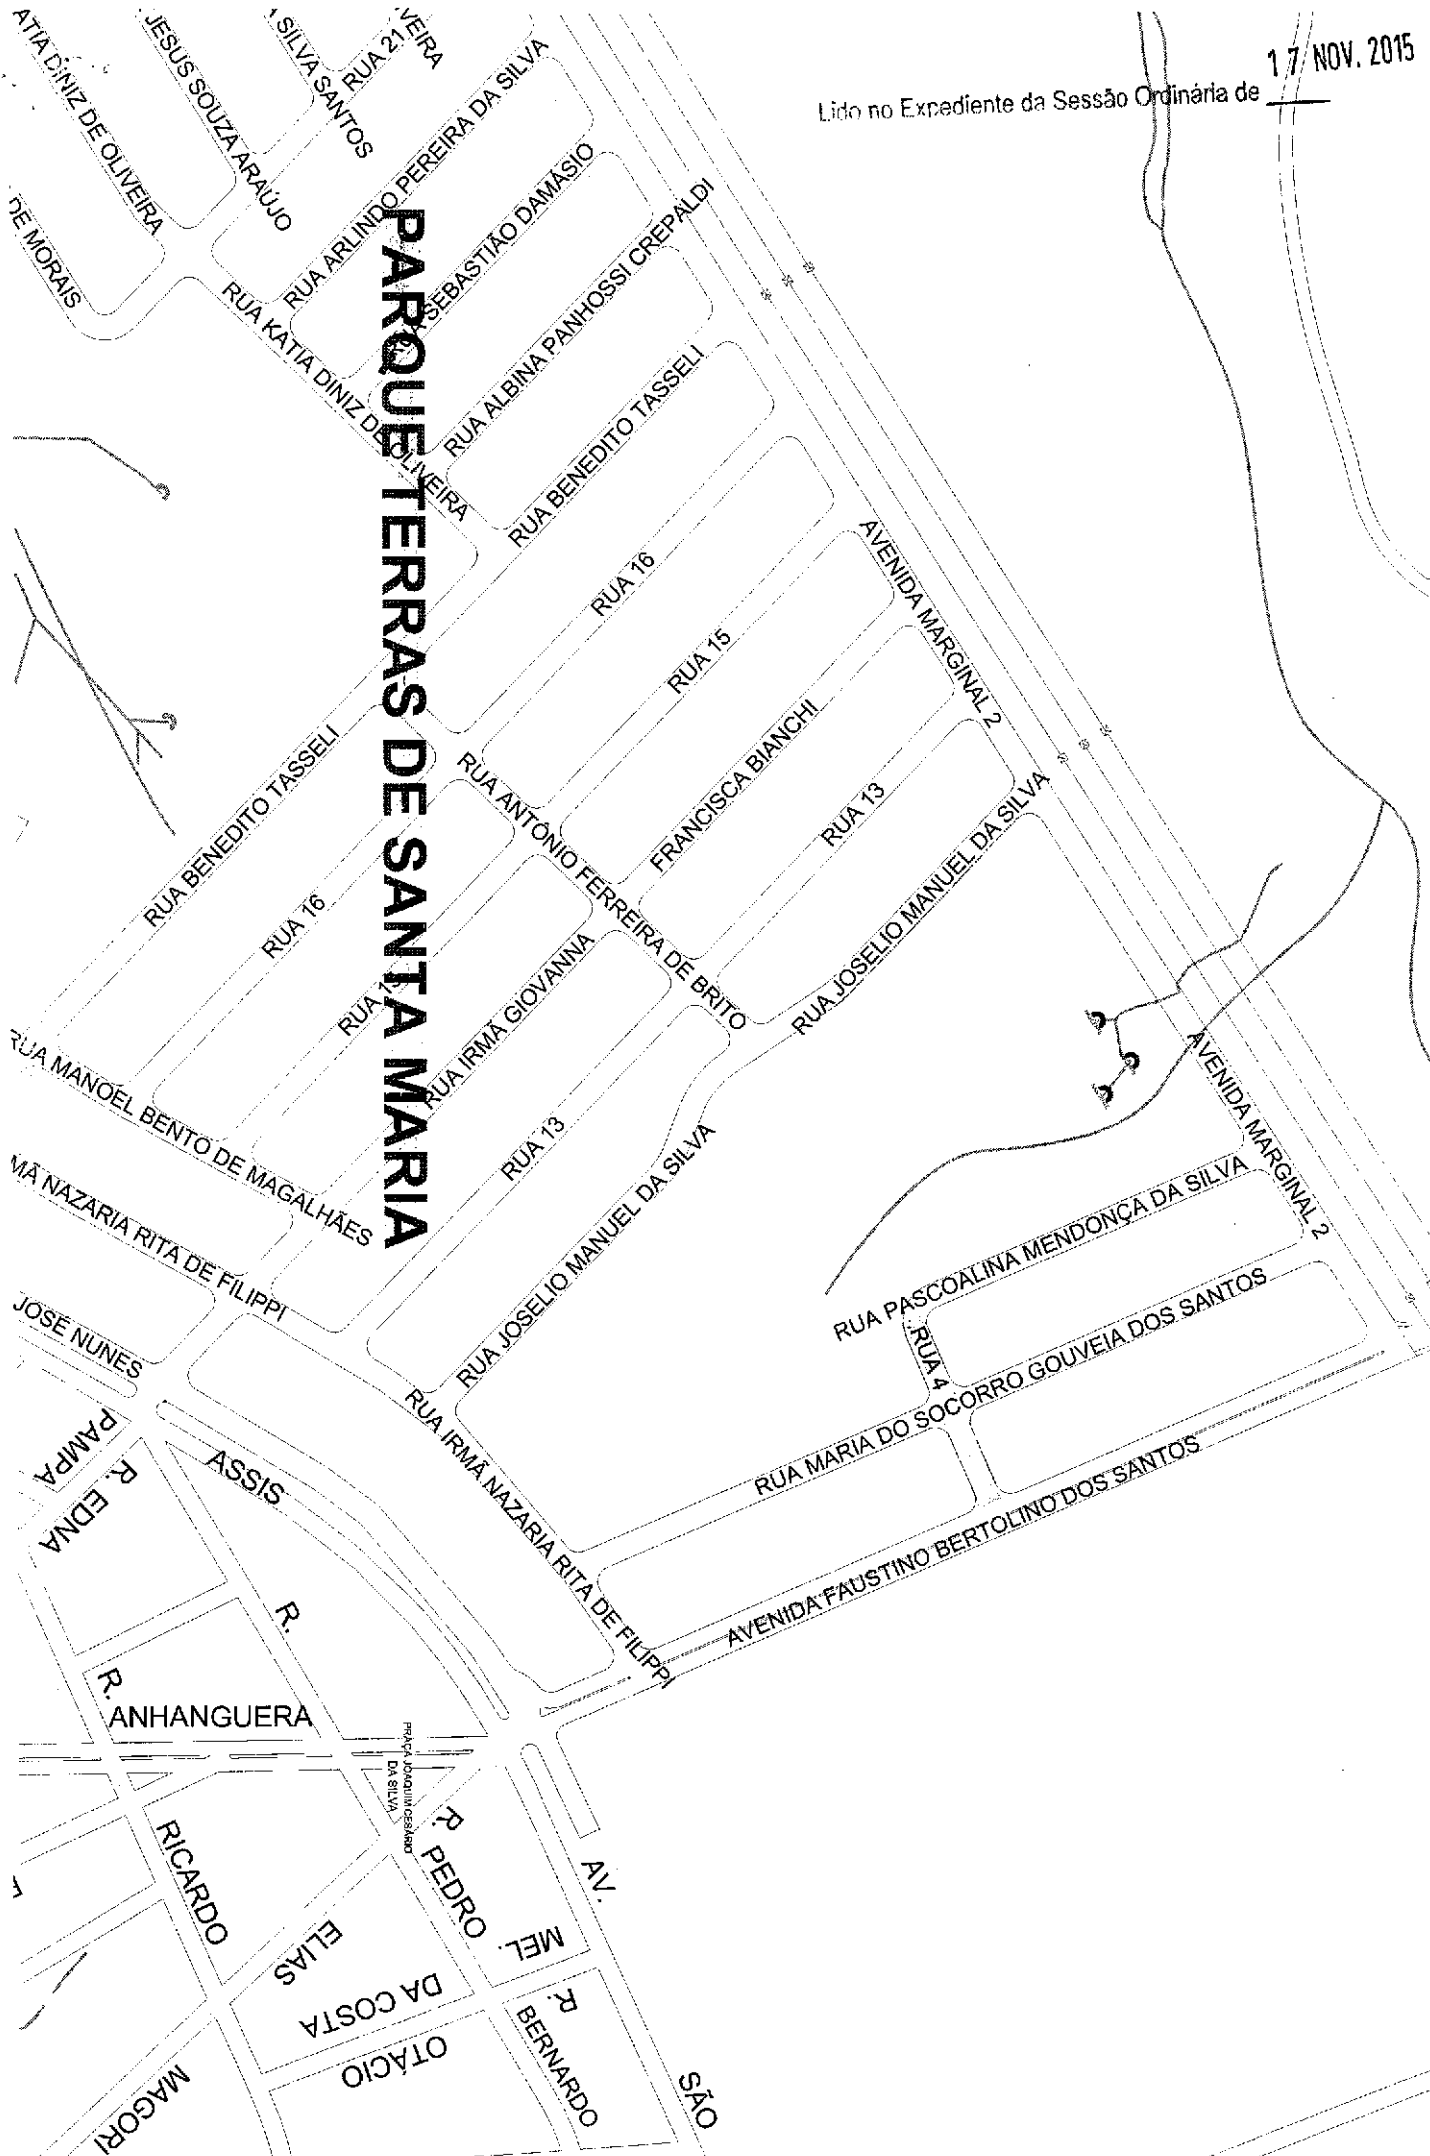 17 NOV. 2015
Lido no Expediente da Sessão Ordinária de
ATIA DINIZ DE OLIVEIRA
JESUS SOUZA ARAÚJO
SILVA SANTOS
RUA 21
VEIRA
DE MORAIS
RUA ARLINDO PEREIRA DA SILVA
SEBASTIÃO DAMÁSIO
RUA KATIA DINIZ DE OLIVEIRA
RUA ALBINA PANHOSSI CREPALDI
RUA BENEDITO TASSELI
PARQUE TERRAS DE SANTA MARIA
RUA 16
RUA 15
AVENIDA MARGINAL 2
FRANCISCA BIANCHI
RUA 13
RUA JOSELIO MANUEL DA SILVA
RUA ANTÔNIO FERREIRA DE BRITO
RUA BENEDITO TASSELI
RUA 16
RUA 1
RUA IRMÃ GIOVANNA
RUA 13
RUA MANOEL BENTO DE MAGALHÃES
RUA JOSELIO MANUEL DA SILVA
AVENIDA MARGINAL 2
RUA PASCOALINA MENDONÇA DA SILVA
RUA 4
RUA MARIA DO SOCORRO GOUVEIA DOS SANTOS
AVENIDA FAUSTINO BERTOLINO DOS SANTOS
MÃ NAZARIA RITA DE FILIPPI
RUA IRMÃ NAZARIA RITA DE FILIPPI
JOSÉ NUNES
PAMPA
R. EDNA
ASSIS
R.
R.
ANHANGUERA
PRAÇA JOAQUIM CESÁRIO
DA SILVA
R.
PEDRO
RICARDO
AV.
MEL.
ELIAS
DA COSTA
R.
OTÁCIO
BERNARDO
SÃO
MAGORI